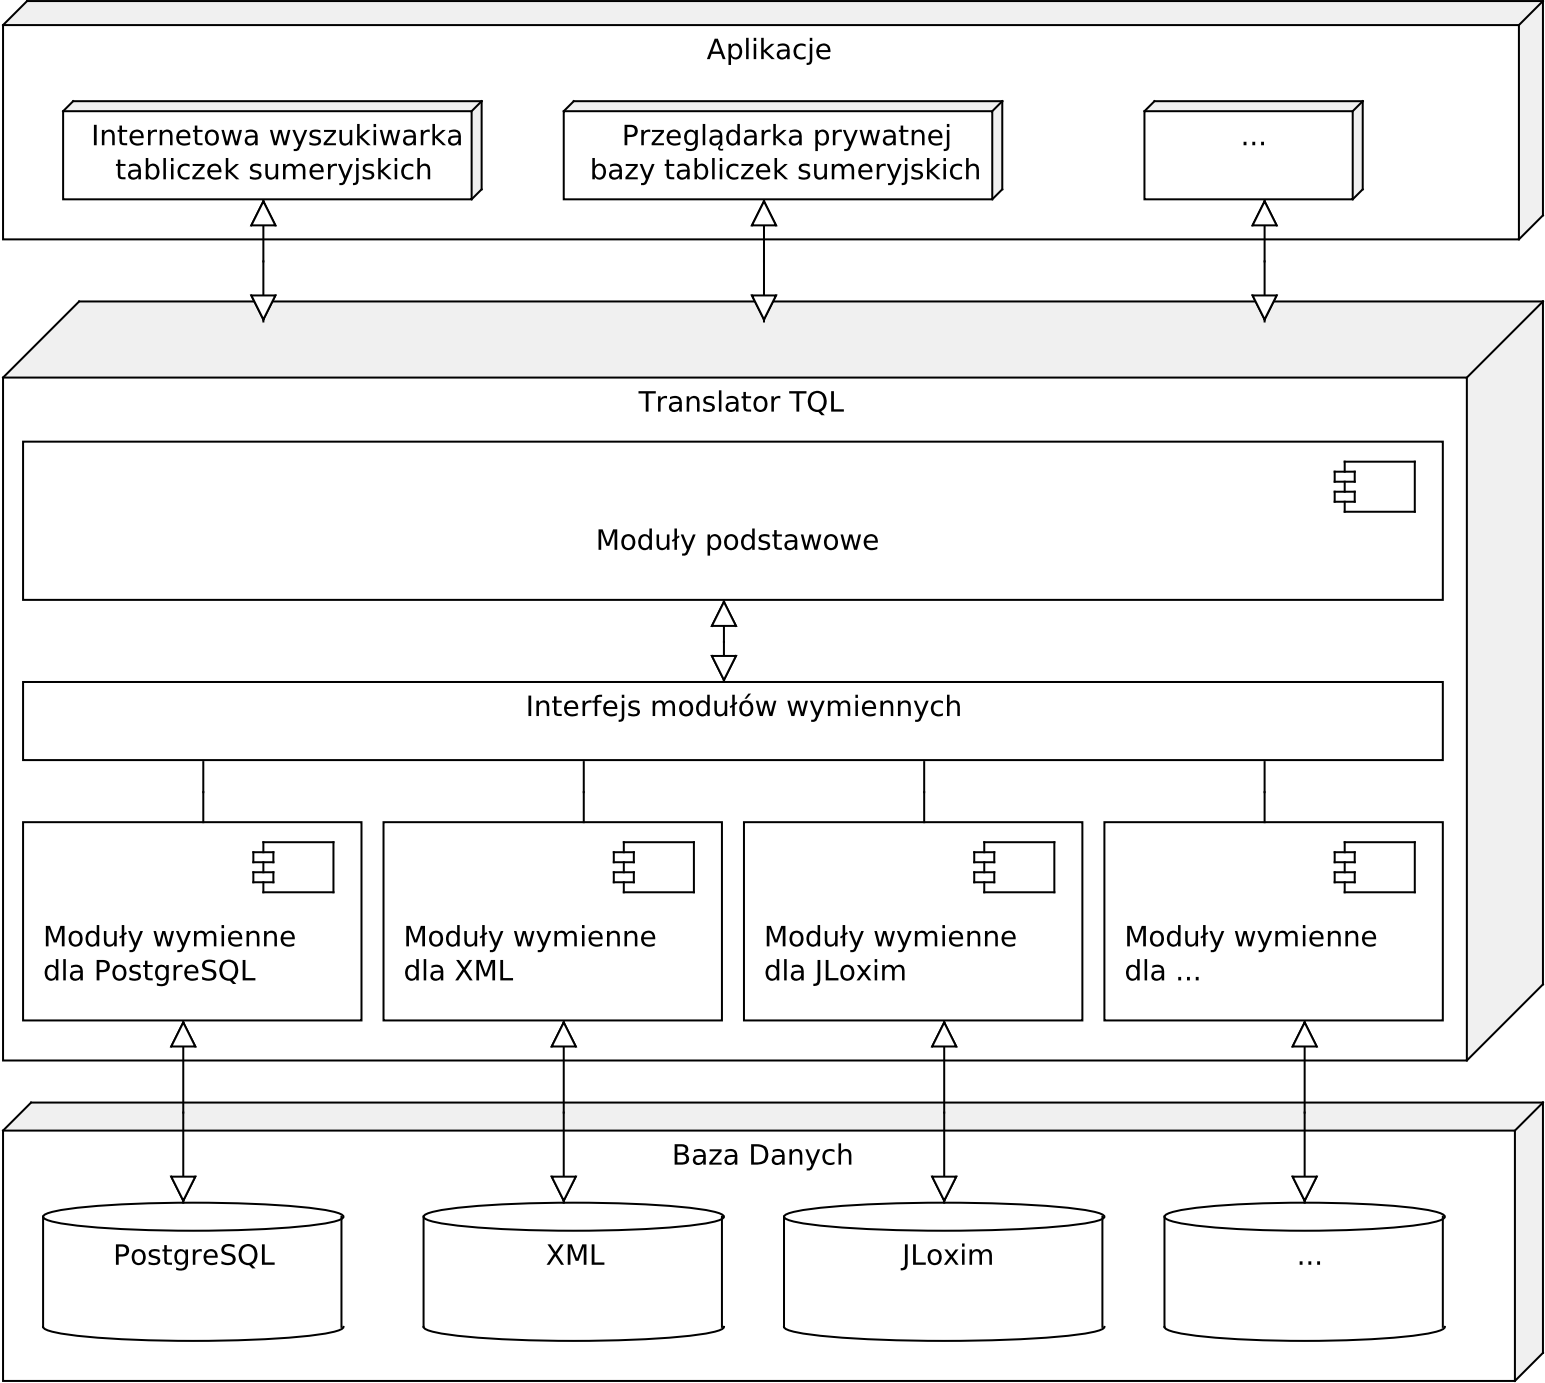 Aplikacje
Internetowa wyszukiwarka
tabliczek sumeryjskich
Przeglądarka prywatnej
bazy tabliczek sumeryjskich
...
Translator TQL
Moduły podstawowe
Interfejs modułów wymiennych
Moduły wymienne
dla PostgreSQL
Moduły wymienne
dla XML
Moduły wymienne
dla JLoxim
Moduły wymienne
dla ...
Baza Danych
PostgreSQL
XML
JLoxim
...